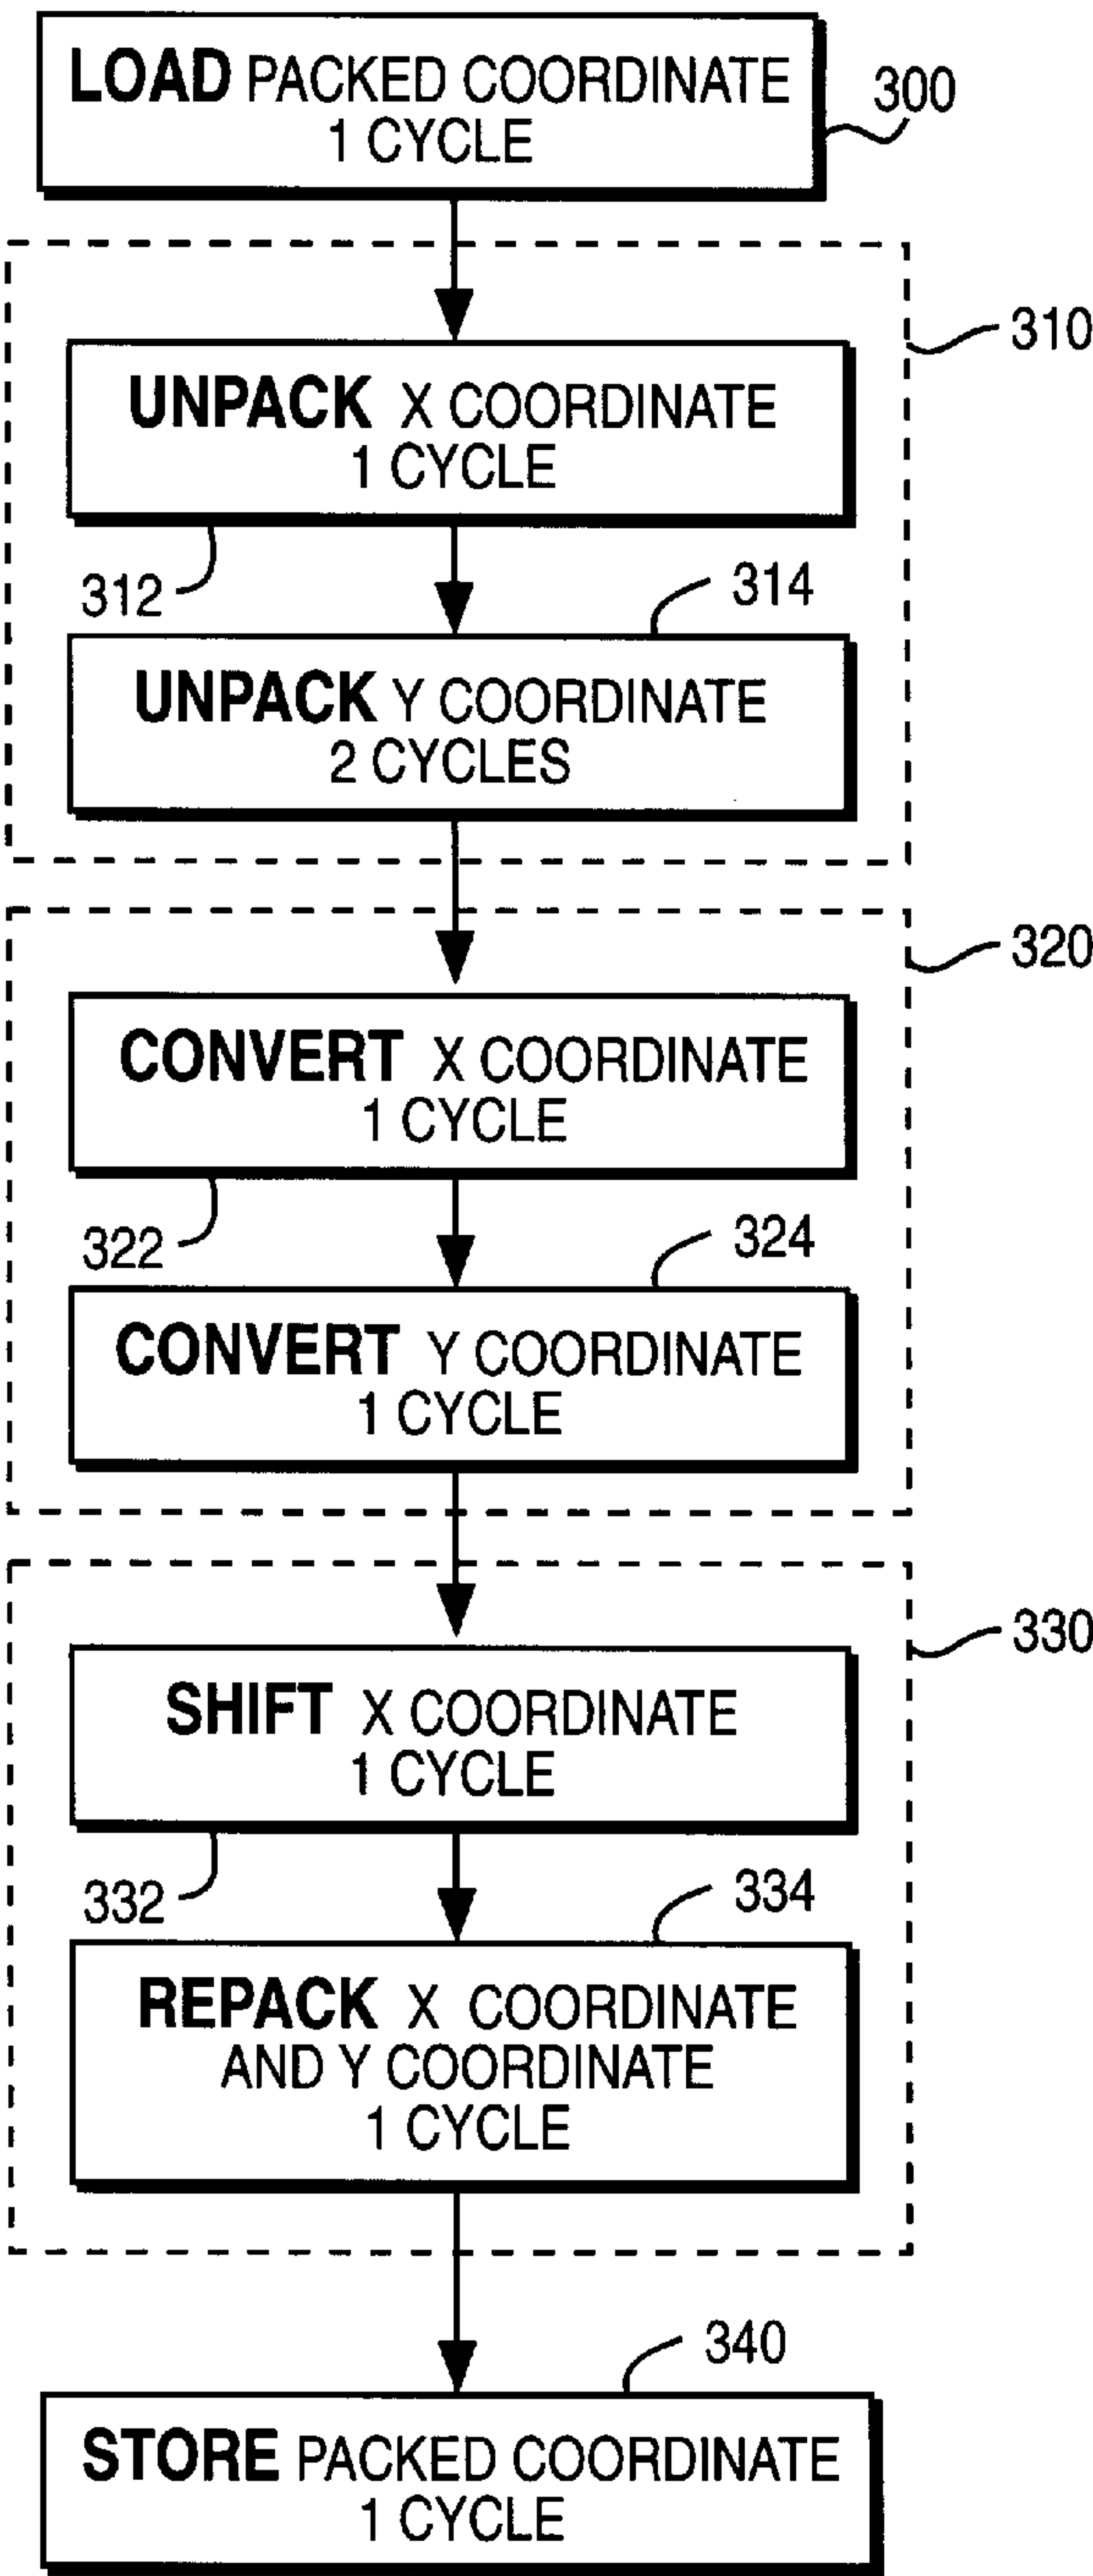 LOAD PACKED COORDINATE
1 CYCLE
300
310
UNPACK X COORDINATE
1 CYCLE
312
314
UNPACK Y COORDINATE
2 CYCLES
320
CONVERT X COORDINATE
1 CYCLE
322
324
CONVERT Y COORDINATE
1 CYCLE
330
SHIFT X COORDINATE
1 CYCLE
332
334
REPACK X COORDINATE
AND Y COORDINATE
1 CYCLE
340
STORE PACKED COORDINATE
1 CYCLE